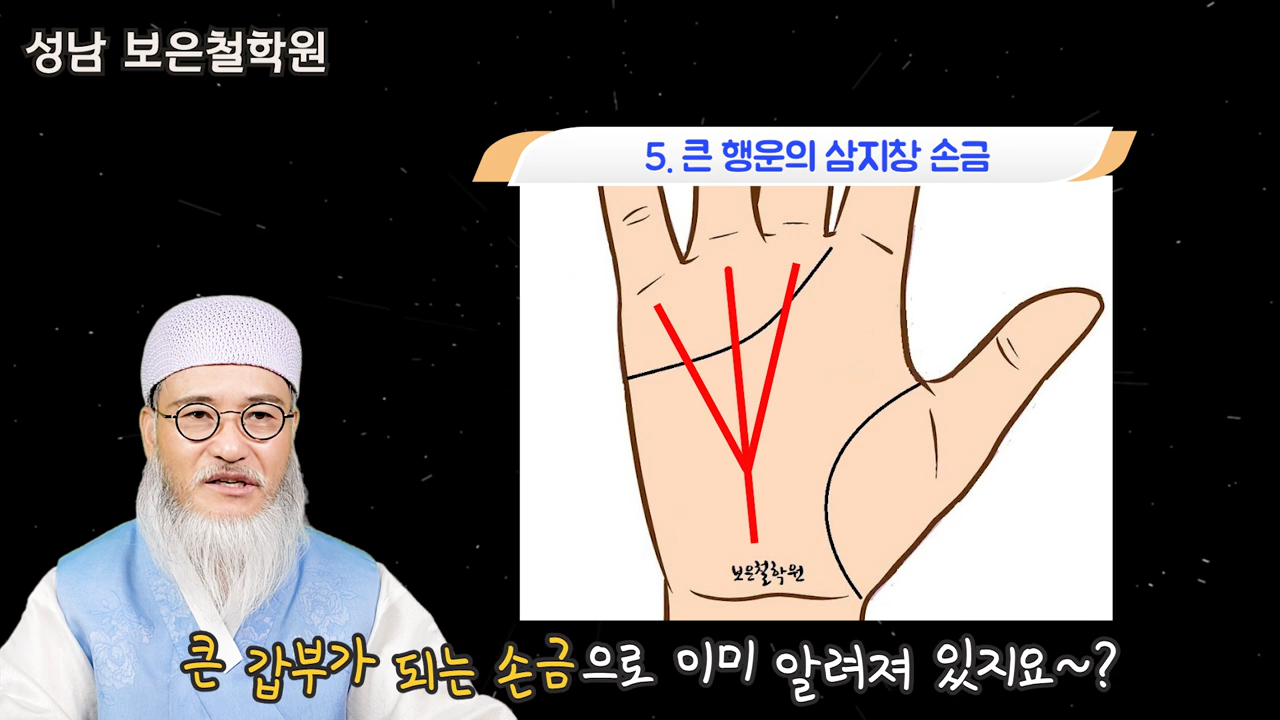 성남 보은철학원
5. 큰 행운의 삼지창 손금
보은철학원
큰 갑부가 되는 손금으로 이미 알려져 있지요~?